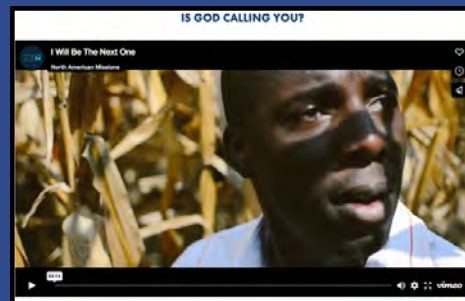 IS GOD CALLING YOU?
I Will Be The Next One
North American Missions
vimeo